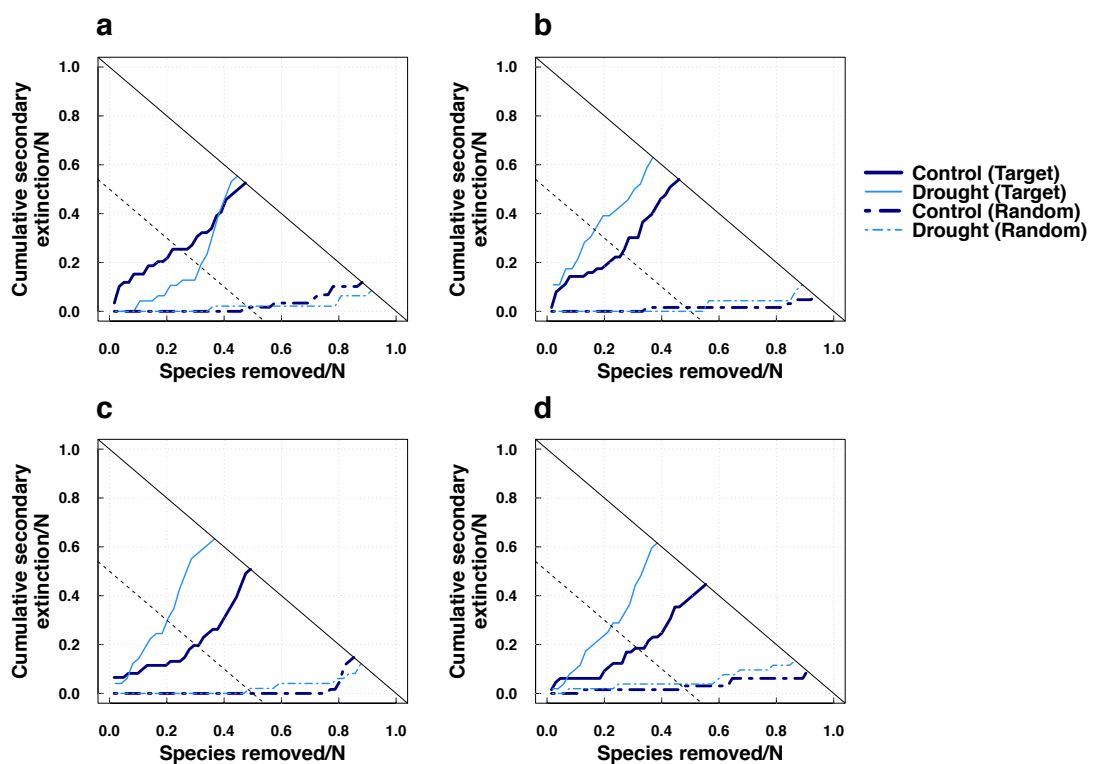 a
b
Cumulative secondary
extinction/N
1.0
0.8
0.6
0.4
0.2
0.0
0.0 0.2 0.4 0.6 0.8 1.0
Species removed/N
Cumulative secondary
extinction/N
1.0
0.8
0.6
0.4
0.2
0.0
0.0 0.2 0.4 0.6 0.8 1.0
Species removed/N
Control (Target)
Drought (Target)
Control (Random)
Drought (Random)
c
d
Cumulative secondary
extinction/N
1.0
0.8
0.6
0.4
0.2
0.0
0.0 0.2 0.4 0.6 0.8 1.0
Species removed/N
Cumulative secondary
extinction/N
1.0
0.8
0.6
0.4
0.2
0.0
0.0 0.2 0.4 0.6 0.8 1.0
Species removed/N